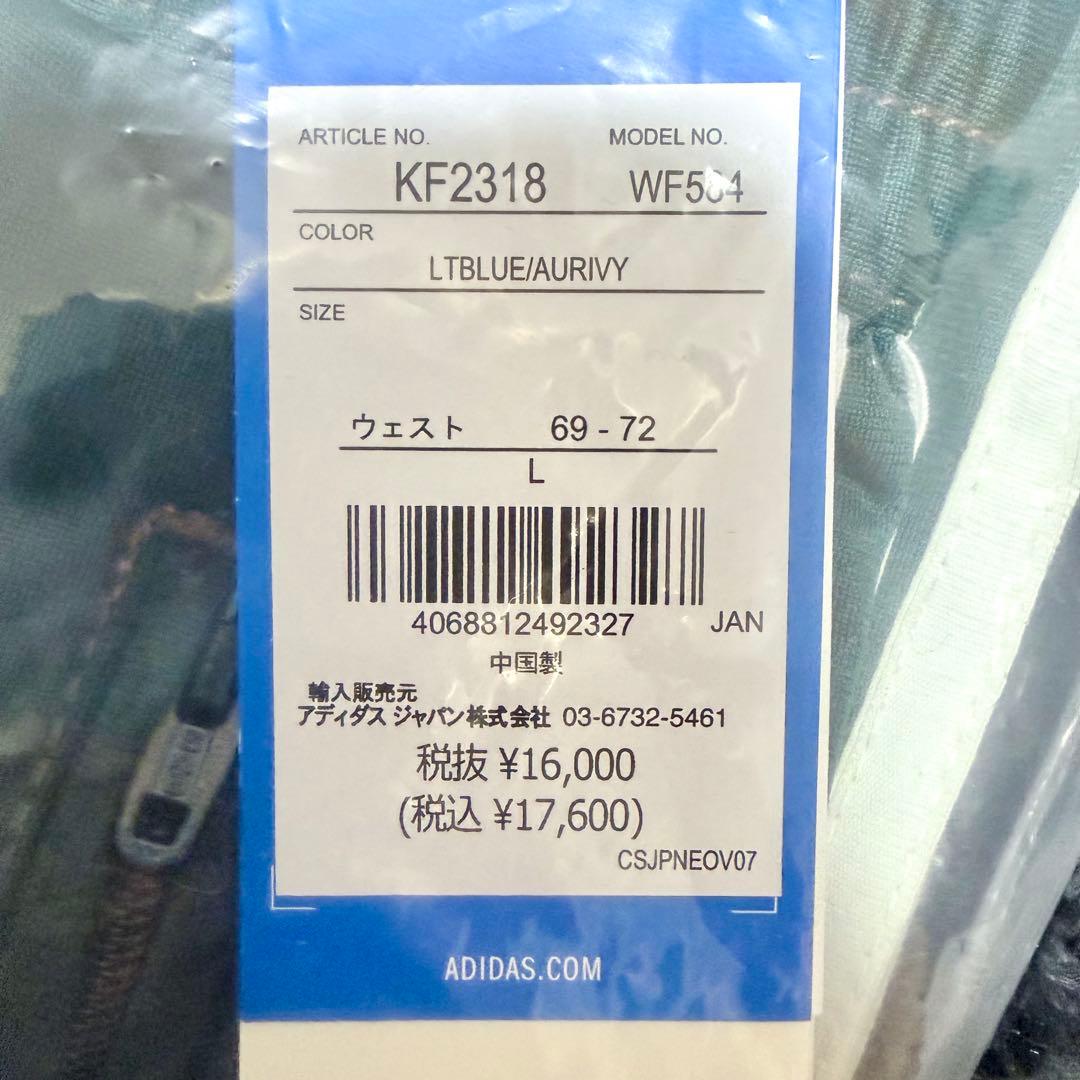 ARTICLE NO. MODEL NO.
KF2318
COLOR
LTBLUE/AURIVY
SIZE
ウェスト 69 - 72
L
4068812492327 JAN
中国製
輸入販売元
アディダス ジャパン株式会社 03-6732-5461
税抜 ¥16,000
(税込 ¥17,600)
CSJPNEOV07
ADIDAS.COM